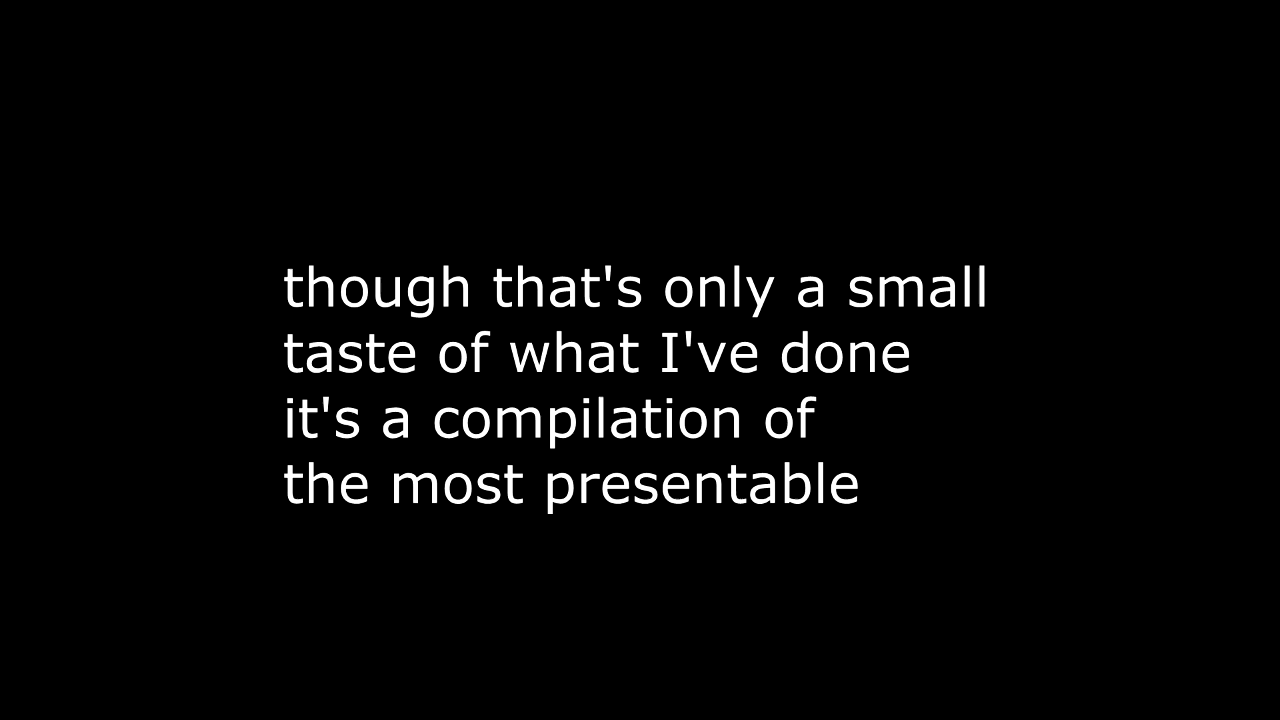 though that's only a small
taste of what I've done
it's a compilation of
the most presentable